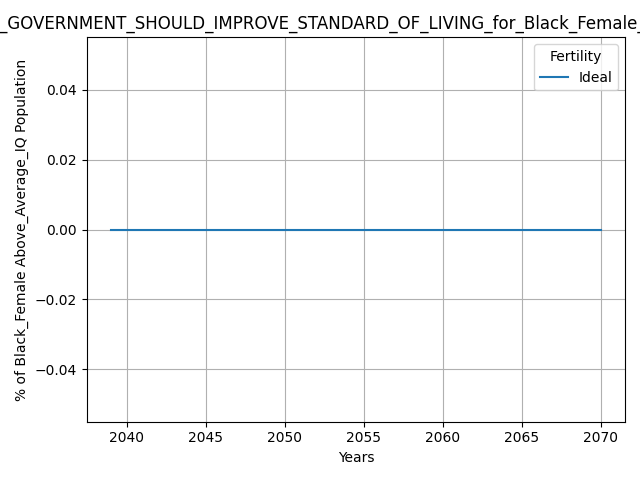 _GOVERNMENT_SHOULD_IMPROVE_STANDARD_OF_LIVING_for_Black_Female_
Fertility
Ideal
% of Black_Female Above_Average_IQ Population
0.04
0.02
0.00
−0.02
−0.04
2040 2045 2050 2055 2060 2065 2070
Years